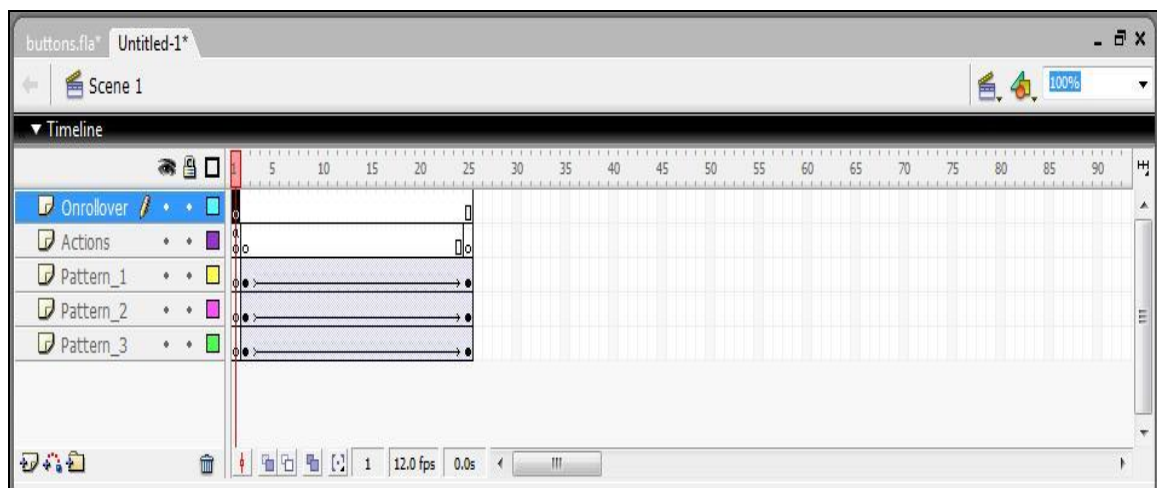 buttons.fla* Untitled-1*
Scene 1 100%
Timeline
1 5 10 15 20 25 30 35 40 45 50 55 60 65 70 75 80 85 90
Onrollover
Actions
a
Pattern_1
Pattern_2
Pattern_3
1 12.0 fps 0.0s